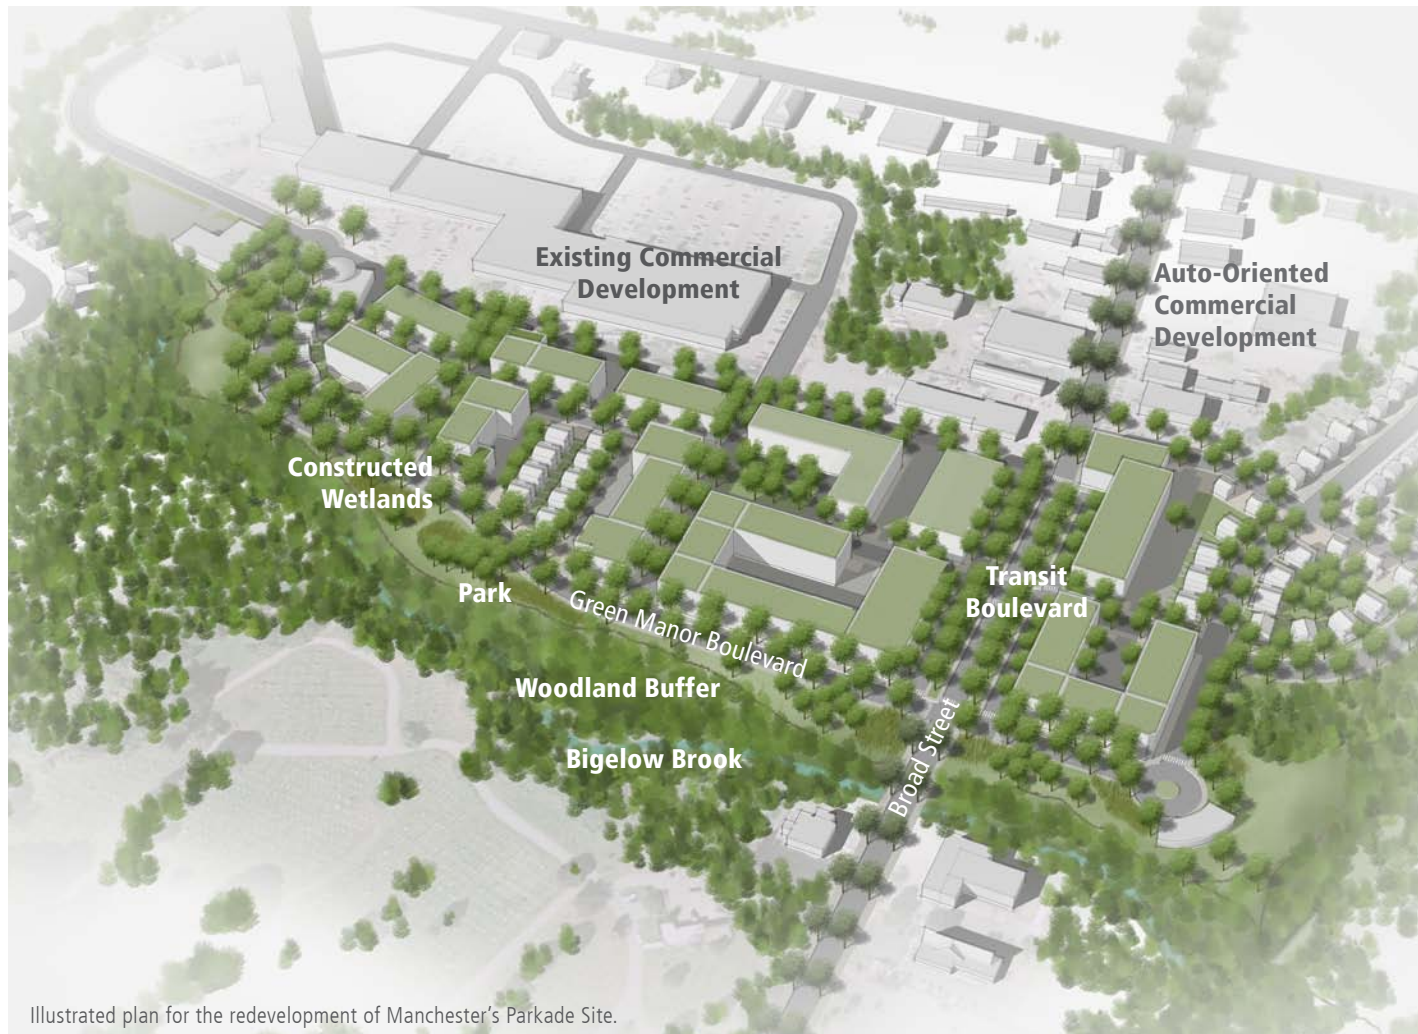 Existing Commercial
Development
Auto-Oriented
Commercial
Development
Constructed
Wetlands
Transit
Boulevard
Park
Green Manor Boulevard
Woodland Buffer
Broad Street
Bigelow Brook
Illustrated plan for the redevelopment of Manchester's Parkade Site.